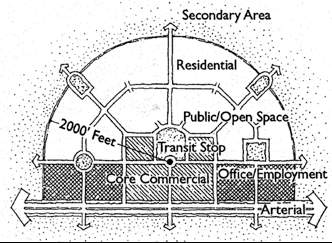 Secondary Area
Residential
Public/Open Space
2000' Feet
Transit Stop
Core Commercial
Office/Employment
Arterial